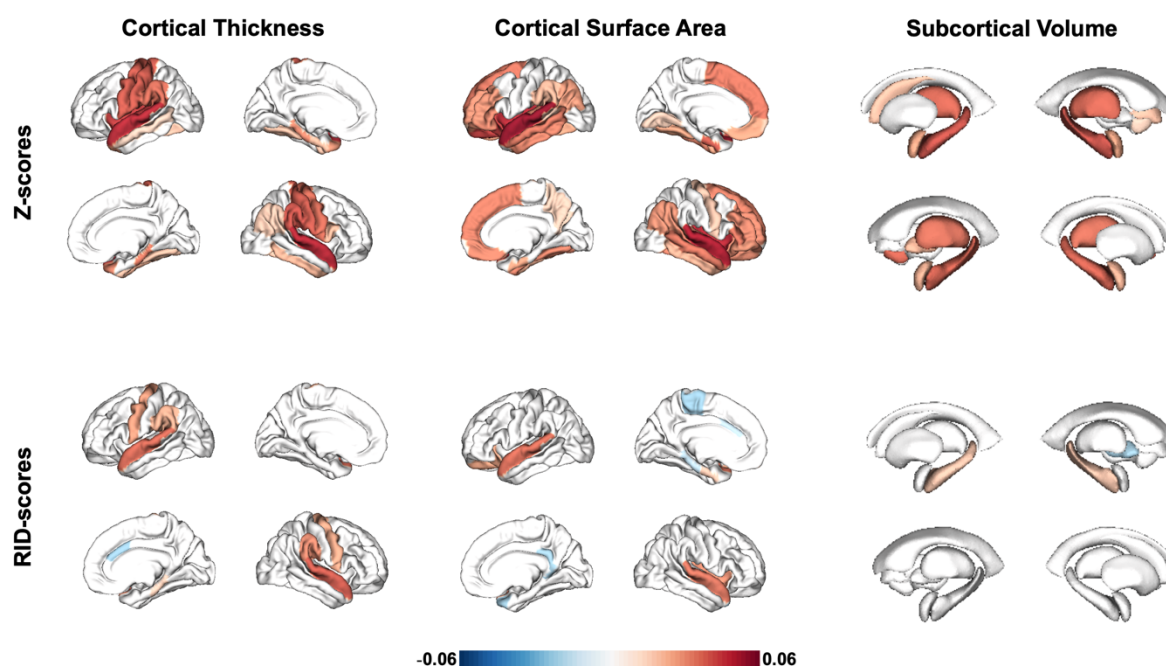 Cortical Thickness
Cortical Surface Area
Subcortical Volume
Z-scores
RID-scores
-0.06
0.06